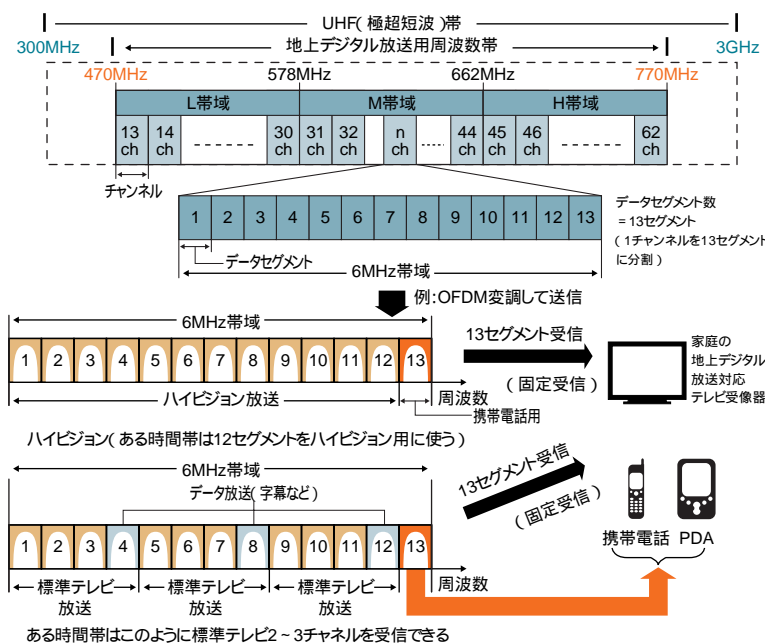 UHF(極超短波)帯
300MHz
3GHz
地上デジタル放送用周波数帯
470MHz
578MHz
662MHz
770MHz
L帯域
M帯域
H帯域
13 14 30 31 32 n 44 45 46 62
ch ch ch ch ch ch ch ch ch ch
チャンネル
1 2 3 4 5 6 7 8 9 10 11 12 13
データセグメント数
=13セグメント
(1チャンネルを13セグメント
に分割)
データセグメント
6MHz帯域
例:OFDM変調して送信
6MHz帯域
1 2 3 4 5 6 7 8 9 10 11 12 13
周波数
ハイビジョン放送
携帯電話用
13セグメント受信
(固定受信)
家庭の
地上デジタル
放送対応
テレビ受像器
ハイビジョン(ある時間帯は12セグメントをハイビジョン用に使う)
6MHz帯域
データ放送(字幕など)
1 2 3 4 5 6 7 8 9 10 11 12 13
周波数
標準テレビ
放送
標準テレビ
放送
標準テレビ
放送
13セグメント受信
(固定受信)
携帯電話 PDA
ある時間帯はこのように標準テレビ2~3チャネルを受信できる